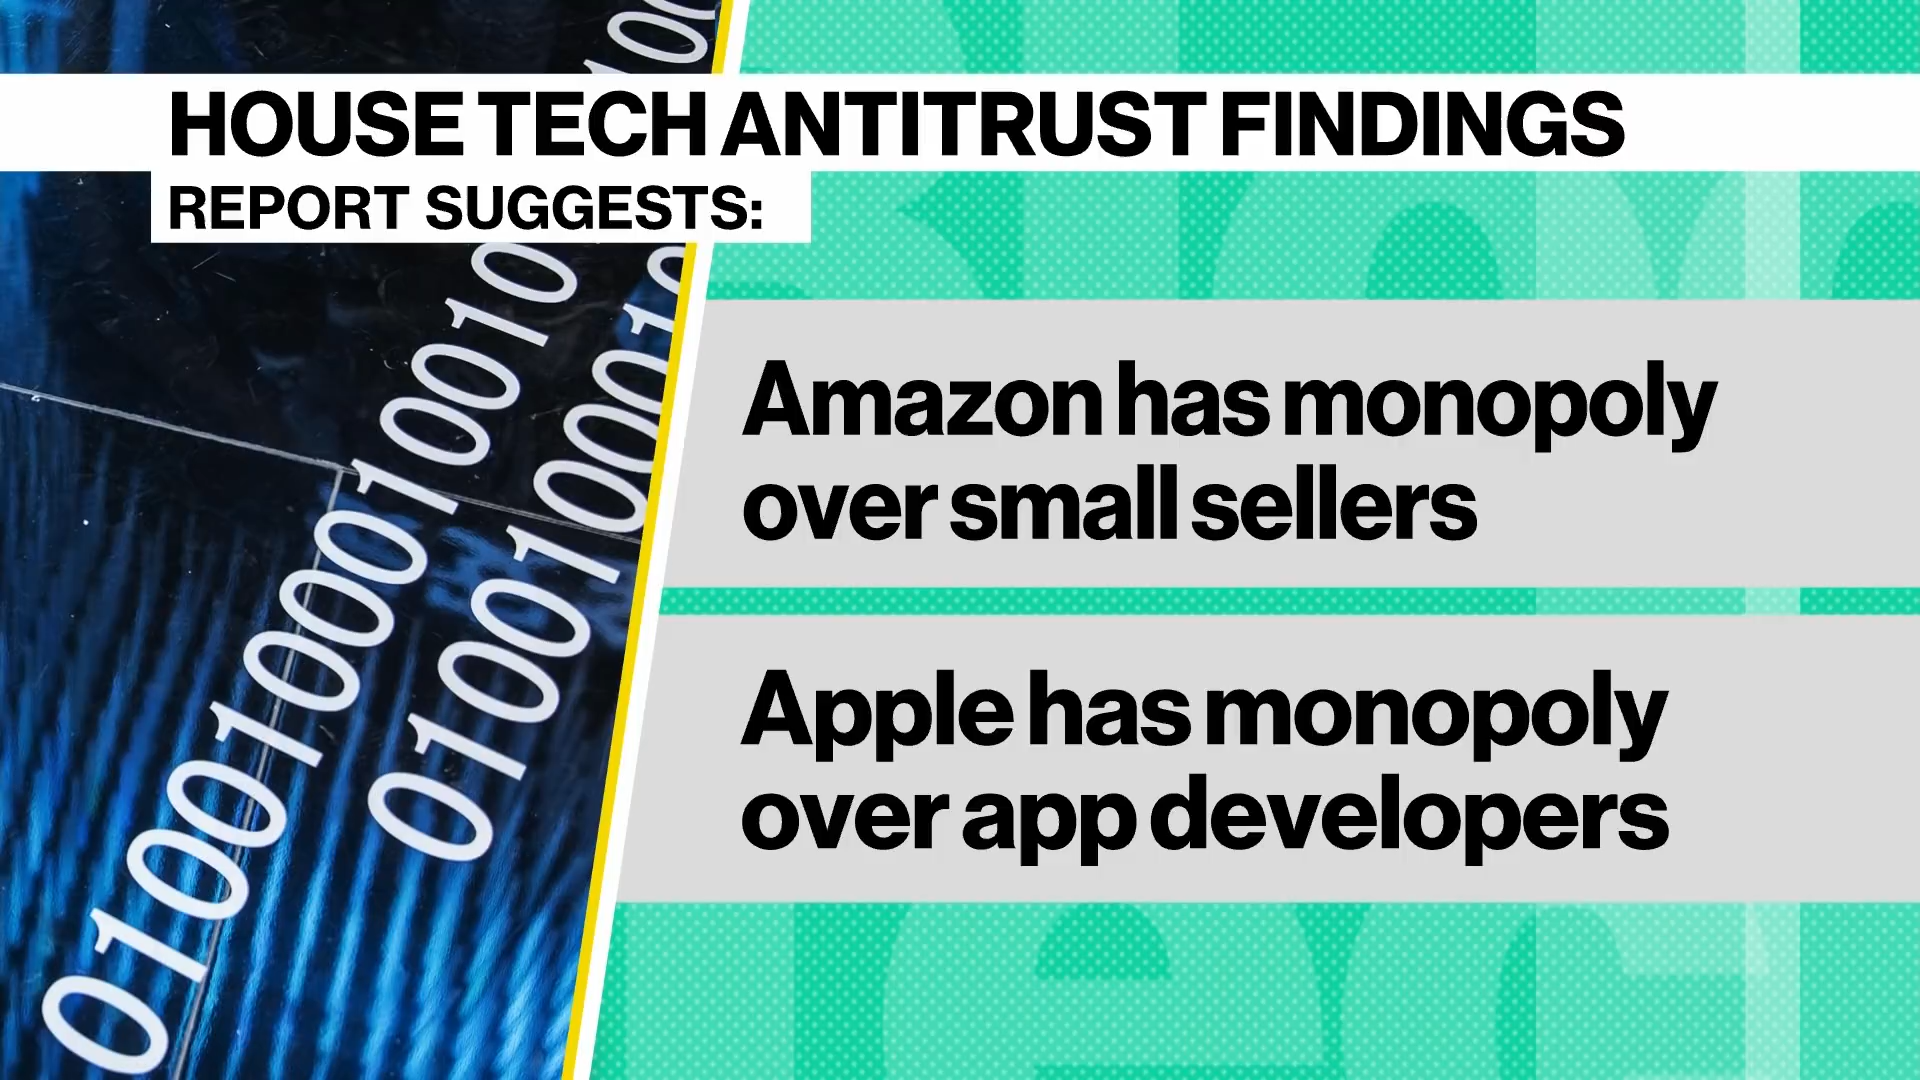 HOUSE TECH ANTITRUST FINDINGS
REPORT SUGGESTS:
Amazon has monopoly
over small sellers
Apple has monopoly
over app developers